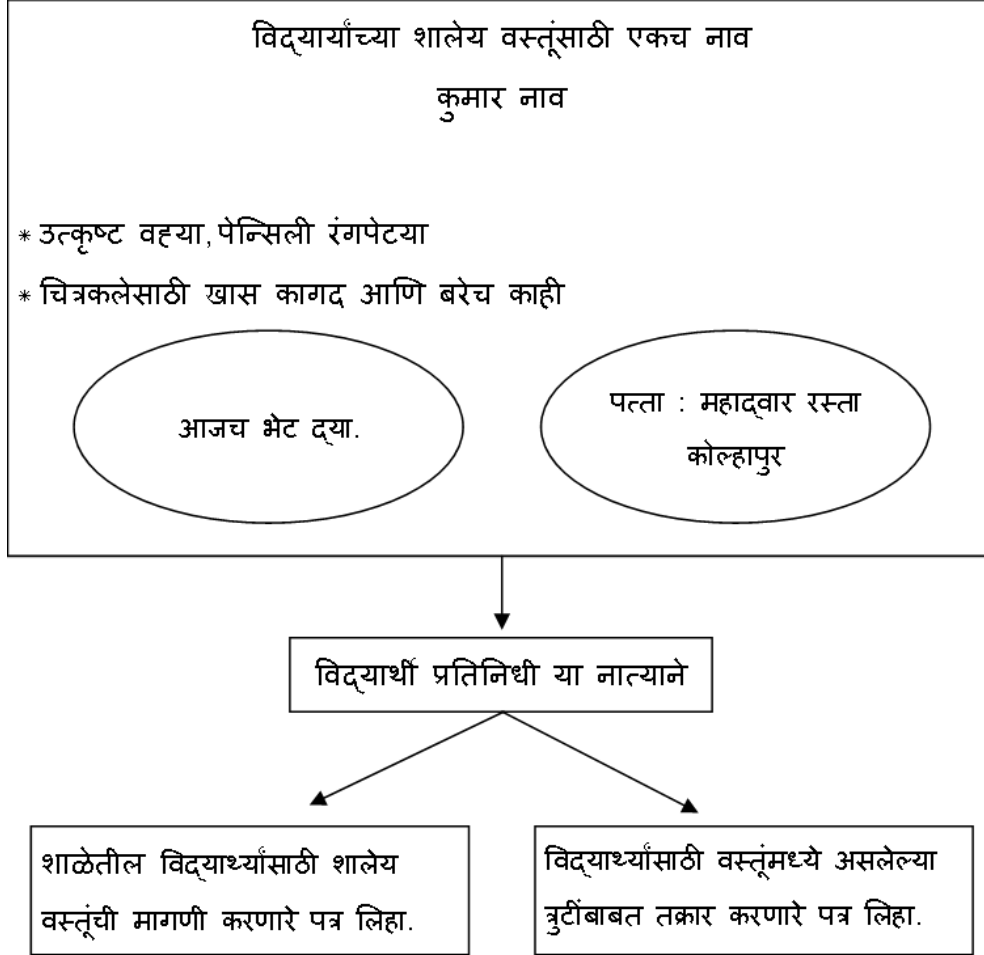 विद्यार्यांच्या शालेय वस्तूंसाठी एकच नाव
कुमार नाव
* उत्कृष्ट वह्या,पेन्सिली रंगपेटया
* चित्रकलेसाठी खास कागद आणि बरेच काही
आजच भेट द्या.
पत्ता : महाद्वार रस्ता
कोल्हापुर
विद्यार्थी प्रतिनिधी या नात्याने
शाळेतील विद्यार्थ्यांसाठी शालेय
वस्तूंची मागणी करणारे पत्र लिहा.
विद्यार्थ्यांसाठी वस्तूंमध्ये असलेल्या
त्रुटींबाबत तक्रार करणारे पत्र लिहा.